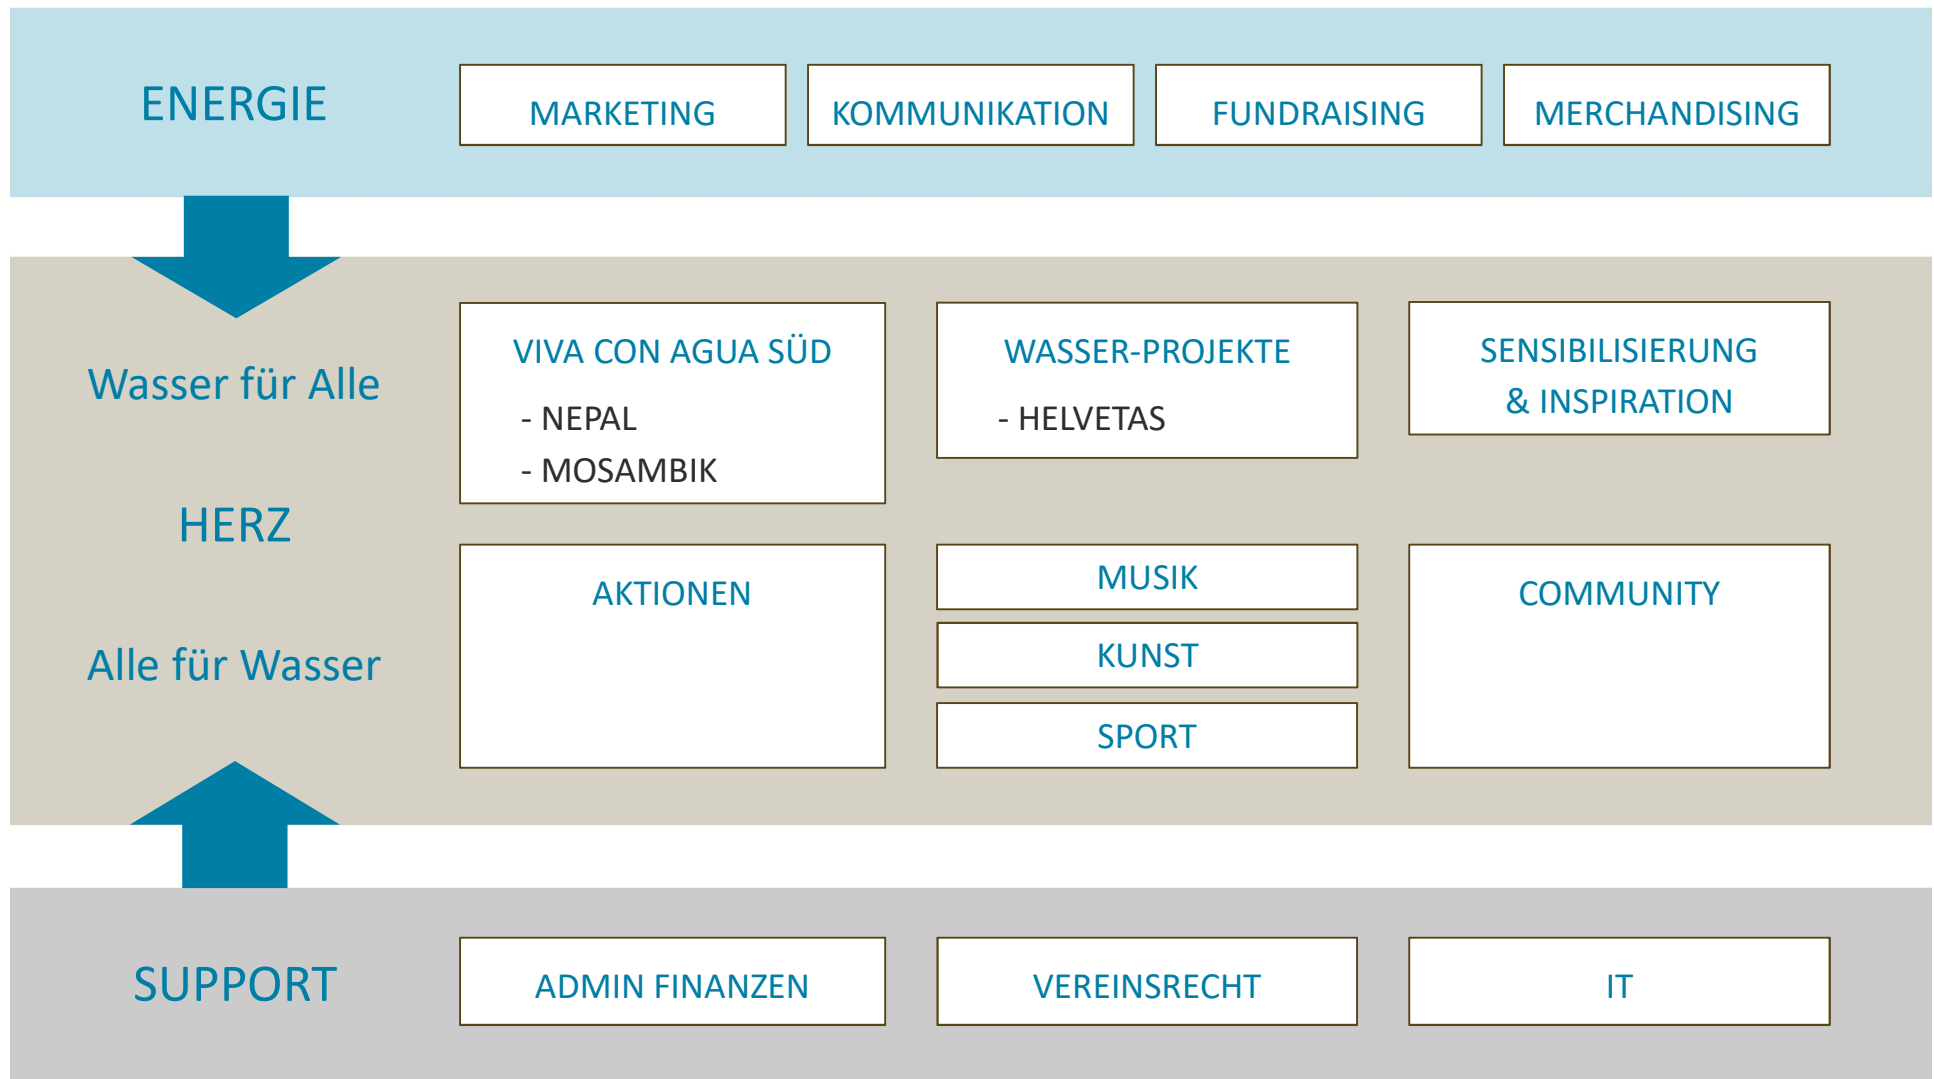 ENERGIE
MARKETING
KOMMUNIKATION
FUNDRAISING
MERCHANDISING
Wasser für Alle
HERZ
Alle für Wasser
VIVA CON AGUA SÜD
- NEPAL
- MOSAMBIK
WASSER-PROJEKTE
- HELVETAS
SENSIBILISIERUNG
& INSPIRATION
AKTIONEN
MUSIK
KUNST
SPORT
COMMUNITY
SUPPORT
ADMIN FINANZEN
VEREINSRECHT
IT